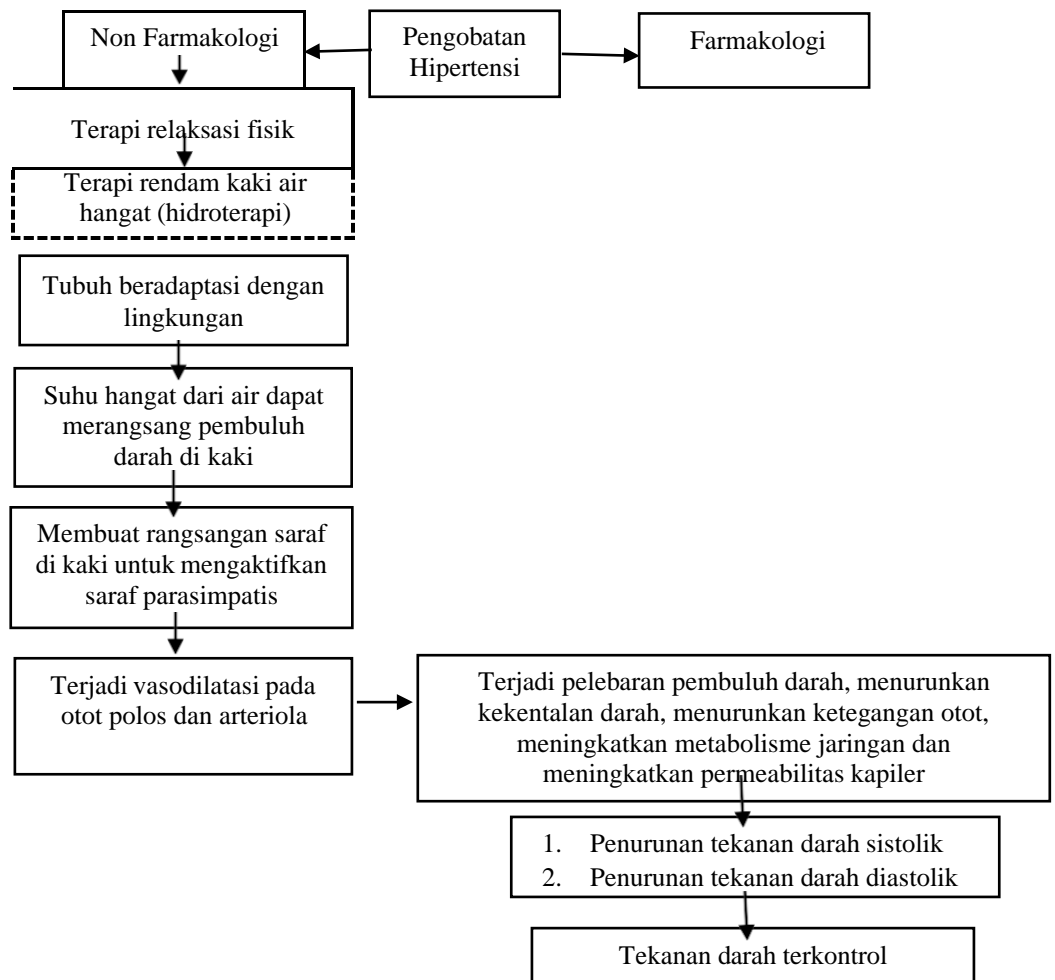 Non Farmakologi
Pengobatan
Hipertensi
Farmakologi
Terapi relaksasi fisik
Terapi rendam kaki air
hangat (hidroterapi)
Tubuh beradaptasi dengan
lingkungan
Suhu hangat dari air dapat
merangsang pembuluh
darah di kaki
Membuat rangsangan saraf
di kaki untuk mengaktifkan
saraf parasimpatis
Terjadi vasodilatasi pada
otot polos dan arteriola
Terjadi pelebaran pembuluh darah, menurunkan
kekentalan darah, menurunkan ketegangan otot,
meningkatkan metabolisme jaringan dan
meningkatkan permeabilitas kapiler
1. Penurunan tekanan darah sistolik
2. Penurunan tekanan darah diastolik
Tekanan darah terkontrol